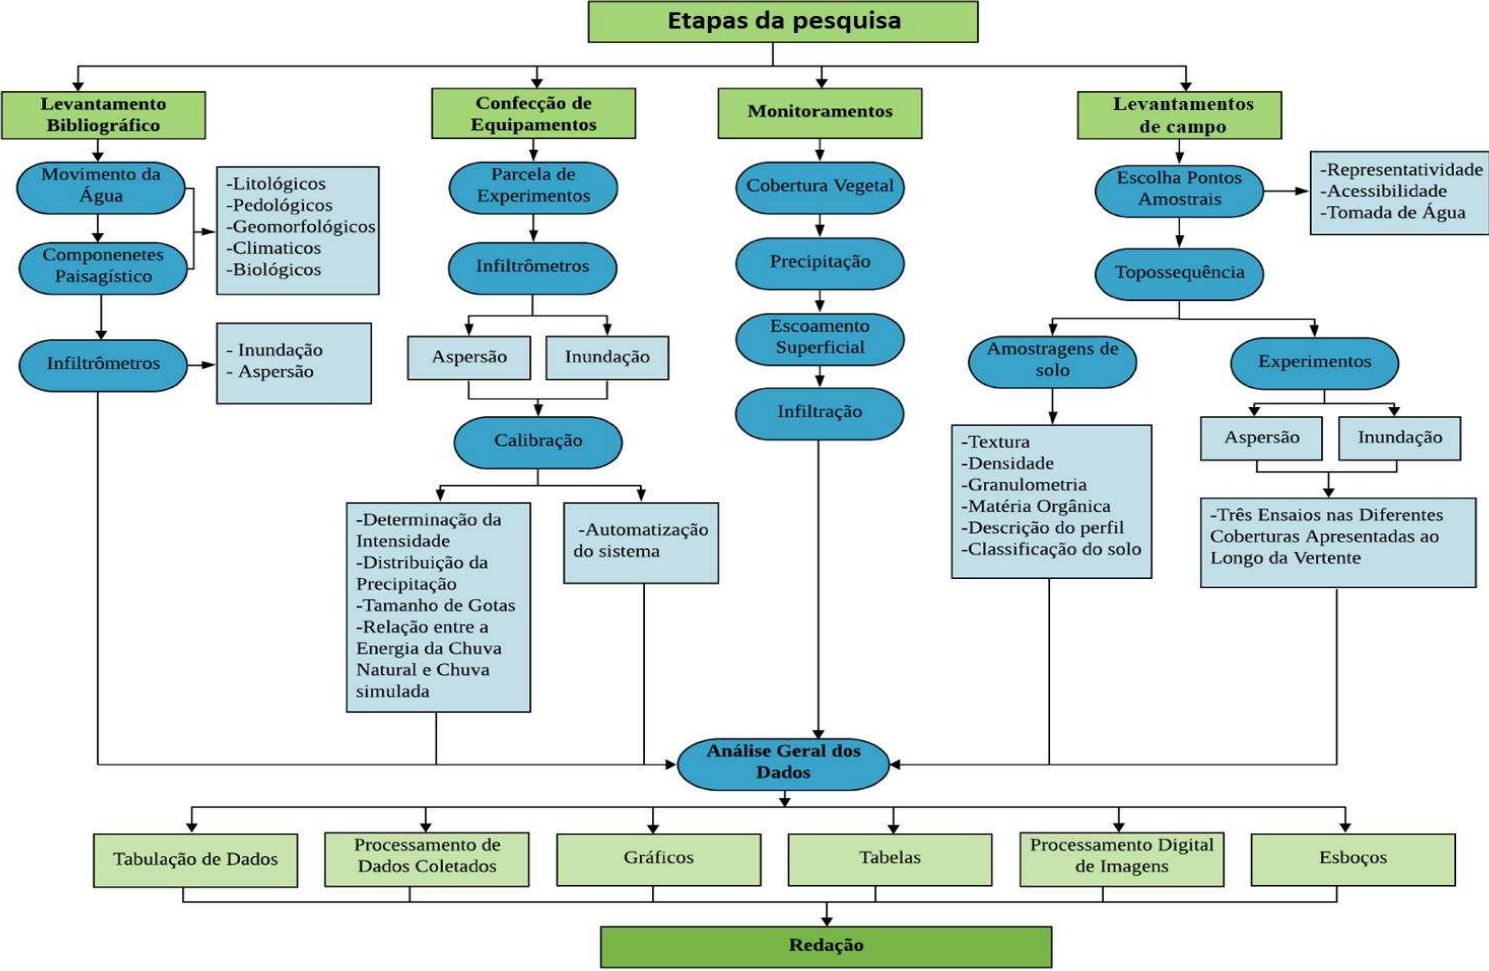 Etapas da pesquisa
Levantamento
Bibliográfico
Movimento da
Água
-Litológicos
-Pedológicos
-Geomorfológicos
-Climaticos
-Biológicos
Componenetes
Paisagístico
Infiltrômetros
- Inundação
- Aspersão
Confecção de
Equipamentos
Parcela de
Experimentos
Infiltrômetros
Aspersão
Inundação
Calibração
-Determinação da
Intensidade
-Distribuição da
Precipitação
-Tamanho de Gotas
-Relação entre a
Energia da Chuva
Natural e Chuva
simulada
-Automatização
do sistema
Monitoramentos
Cobertura Vegetal
Precipitação
Escoamento
Superficial
Infiltração
Levantamentos
de campo
Escolha Pontos
Amostrais
-Representatividade
-Acessibilidade
-Tomada de Água
Topossequência
Amostragens de
solo
-Textura
-Densidade
-Granulometria
-Matéria Orgânica
-Descrição do perfil
-Classificação do solo
Experimentos
Aspersão
Inundação
-Três Ensaios nas Diferentes
Coberturas Apresentadas ao
Longo da Vertente
Análise Geral dos
Dados
Tabulação de Dados
Processamento de
Dados Coletados
Gráficos
Tabelas
Processamento Digital
de Imagens
Esboços
Redação